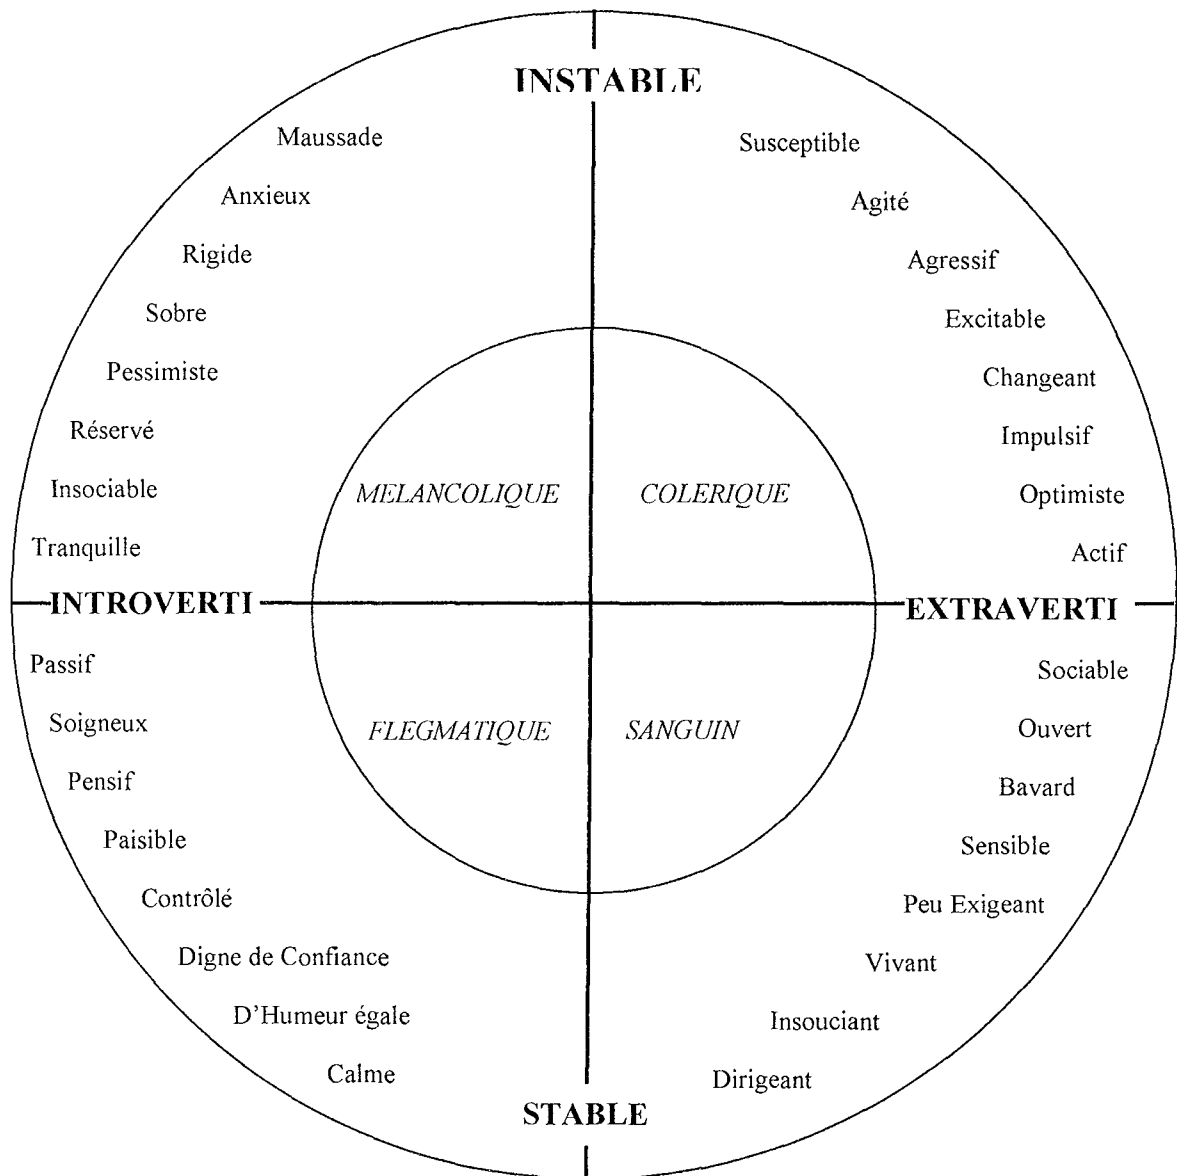 INSTABLE
Maussade
Susceptible
Anxieux
Agité
Rigide
Agressif
Sobre
Excitable
Pessimiste
Changeant
Réservé
Impulsif
Insociable
MELANCOLIQUE
COLERIQUE
Optimiste
Tranquille
Actif
INTROVERTI
EXTRAVERTI
Passif
Sociable
Soigneux
FLEGMATIQUE
SANGUIN
Ouvert
Pensif
Bavard
Paisible
Sensible
Contrôlé
Peu Exigeant
Digne de Confiance
Vivant
D'Humeur égale
Insouciant
Calme
Dirigeant
STABLE